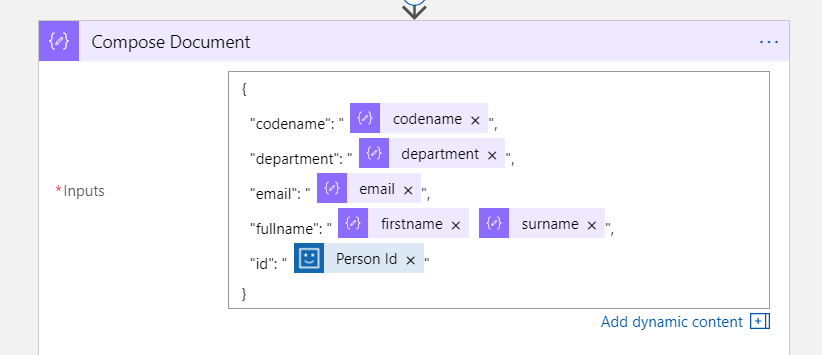 Compose Document
...
*Inputs
{
"codename": " codename × ",
"department": " department × ",
"email": " email × ",
"fullname": " firstname × surname × ",
"id": " Person Id × "
}
Add dynamic content